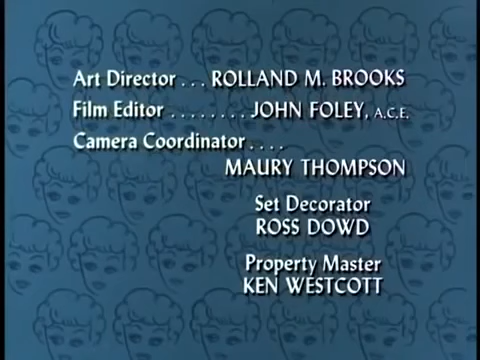 Art Director . . . ROLLAND M. BROOKS
Film Editor . . . . . . . . JOHN FOLEY, A.C.E.
Camera Coordinator . . . .
MAURY THOMPSON
Set Decorator
ROSS DOWD
Property Master
KEN WESTCOTT